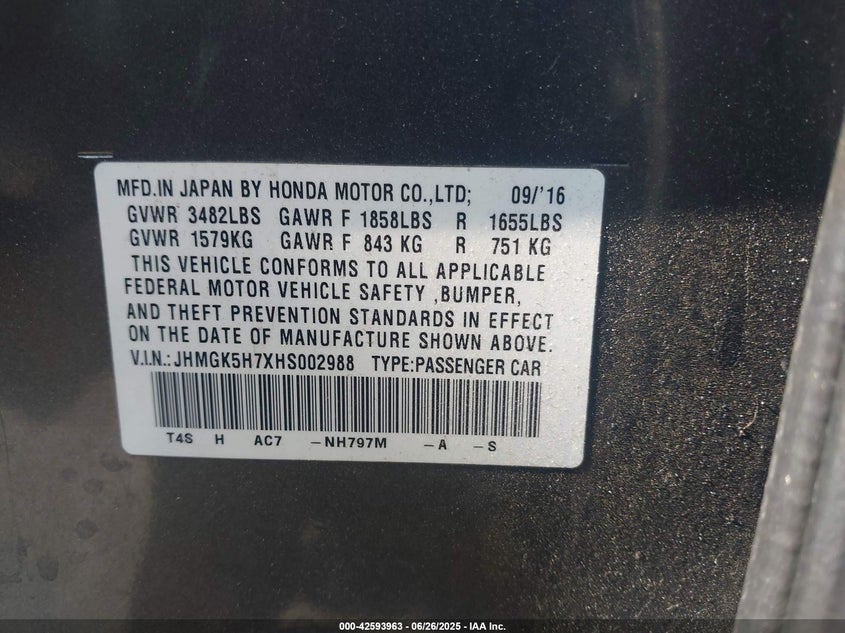 MFD.IN JAPAN BY HONDA MOTOR CO.,LTD; 09/'16
GVWR 3482LBS GAWR F 1858LBS R 1655LBS
GVWR 1579KG GAWR F 843 KG R 751 KG
THIS VEHICLE CONFORMS TO ALL APPLICABLE
FEDERAL MOTOR VEHICLE SAFETY ,BUMPER,
AND THEFT PREVENTION STANDARDS IN EFFECT
ON THE DATE OF MANUFACTURE SHOWN ABOVE.
V.I.N.: JHMGK5H7XHS002988 TYPE:PASSENGER CAR
T4S H AC7 -NH797M -A -S
000-42593963 - 06/26/2025 - IAA Inc.